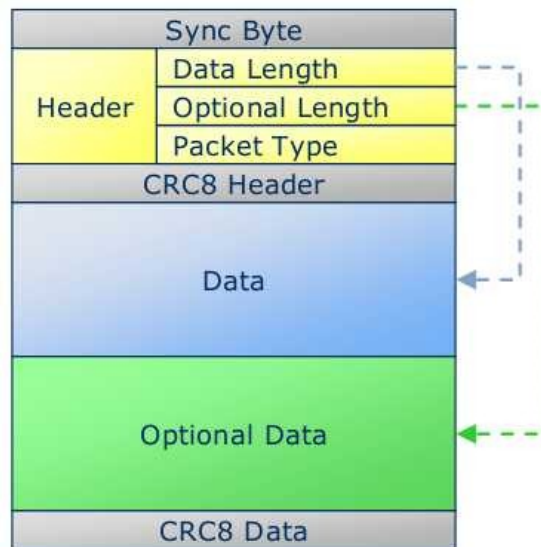 Sync Byte
Header
Data Length
Optional Length
Packet Type
CRC8 Header
Data
Optional Data
CRC8 Data